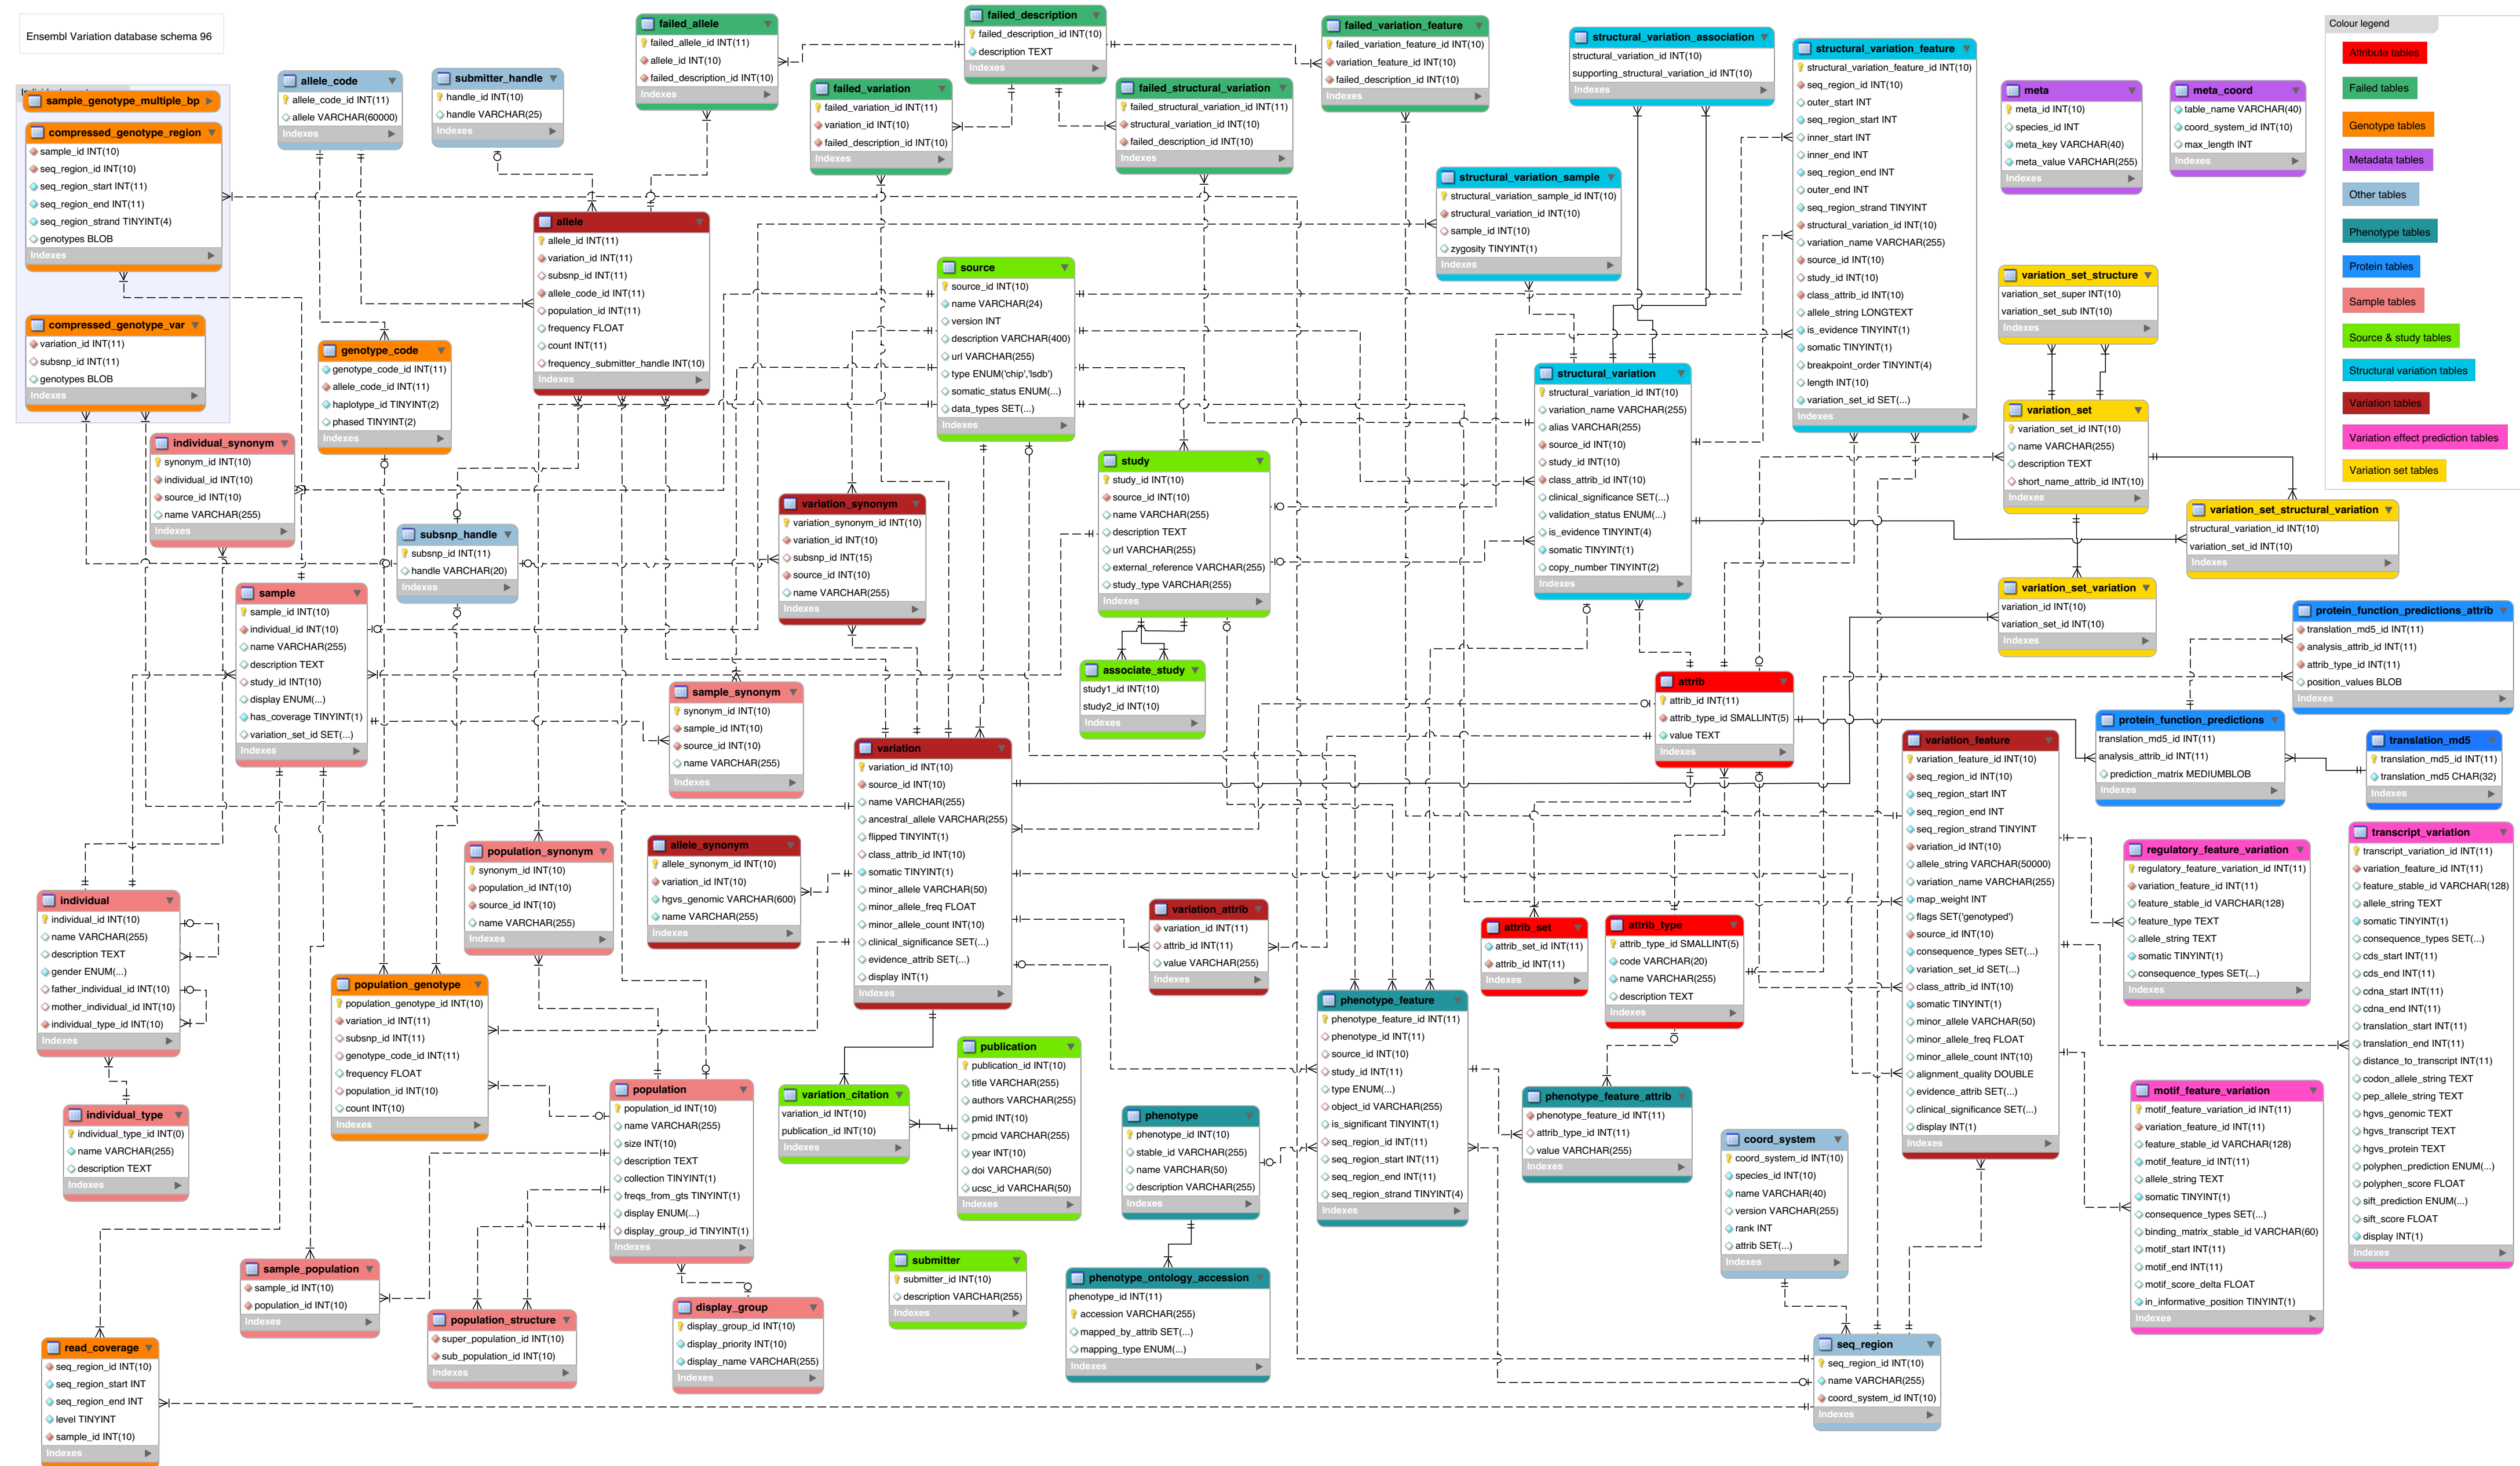 Ensembl Variation database schema 96
Individual genotype
sample_genotype_multiple_bp
compressed_genotype_region
sample_id INT(10)
seq_region_id INT(10)
seq_region_start INT(11)
seq_region_end INT(11)
seq_region_strand TINYINT(4)
genotypes BLOB
Indexes
compressed_genotype_var
variation_id INT(11)
subsnp_id INT(11)
genotypes BLOB
Indexes
allele_code
allele_code_id INT(11)
allele VARCHAR(60000)
Indexes
submitter_handle
handle_id INT(10)
handle VARCHAR(25)
Indexes
failed_allele
failed_allele_id INT(11)
allele_id INT(10)
failed_description_id INT(10)
Indexes
failed_description
failed_description_id INT(10)
description TEXT
Indexes
failed_variation
failed_variation_id INT(11)
variation_id INT(10)
failed_description_id INT(10)
Indexes
failed_structural_variation
failed_structural_variation_id INT(11)
structural_variation_id INT(10)
failed_description_id INT(10)
Indexes
failed_variation_feature
failed_variation_feature_id INT(10)
variation_feature_id INT(10)
failed_description_id INT(10)
Indexes
structural_variation_association
structural_variation_id INT(10)
supporting_structural_variation_id INT(10)
Indexes
structural_variation_feature
structural_variation_feature_id INT(10)
seq_region_id INT(10)
outer_start INT
seq_region_start INT
inner_start INT
inner_end INT
seq_region_end INT
outer_end INT
seq_region_strand TINYINT
structural_variation_id INT(10)
variation_name VARCHAR(255)
source_id INT(10)
study_id INT(10)
class_attrib_id INT(10)
allele_string LONGTEXT
is_evidence TINYINT(1)
somatic TINYINT(1)
breakpoint_order TINYINT(4)
length INT(10)
variation_set_id SET(...)
Indexes
meta
meta_id INT(10)
species_id INT
meta_key VARCHAR(40)
meta_value VARCHAR(255)
Indexes
meta_coord
table_name VARCHAR(40)
coord_system_id INT(10)
max_length INT
Indexes
Colour legend
Attribute tables
Failed tables
Genotype tables
Metadata tables
Other tables
Phenotype tables
Protein tables
Sample tables
Source & study tables
Structural variation tables
Variation tables
Variation effect prediction tables
Variation set tables
structural_variation_sample
structural_variation_sample_id INT(10)
structural_variation_id INT(10)
sample_id INT(10)
zygosity TINYINT(1)
Indexes
allele
allele_id INT(11)
variation_id INT(11)
subsnp_id INT(11)
allele_code_id INT(11)
population_id INT(11)
frequency FLOAT
count INT(11)
frequency_submitter_handle INT(10)
Indexes
source
source_id INT(10)
name VARCHAR(24)
version INT
description VARCHAR(400)
url VARCHAR(255)
type ENUM('chip','lsdb')
somatic_status ENUM(...)
data_types SET(...)
Indexes
variation_set_structure
variation_set_super INT(10)
variation_set_sub INT(10)
Indexes
genotype_code
genotype_code_id INT(11)
allele_code_id INT(11)
haplotype_id TINYINT(2)
phased TINYINT(2)
Indexes
structural_variation
structural_variation_id INT(10)
variation_name VARCHAR(255)
alias VARCHAR(255)
source_id INT(10)
study_id INT(10)
class_attrib_id INT(10)
clinical_significance SET(...)
validation_status ENUM(...)
is_evidence TINYINT(4)
somatic TINYINT(1)
copy_number TINYINT(2)
Indexes
variation_set
variation_set_id INT(10)
name VARCHAR(255)
description TEXT
short_name_attrib_id INT(10)
Indexes
individual_synonym
synonym_id INT(10)
individual_id INT(10)
source_id INT(10)
name VARCHAR(255)
Indexes
study
study_id INT(10)
source_id INT(10)
name VARCHAR(255)
description TEXT
url VARCHAR(255)
external_reference VARCHAR(255)
study_type VARCHAR(255)
Indexes
variation_synonym
variation_synonym_id INT(10)
variation_id INT(10)
subsnp_id INT(15)
source_id INT(10)
name VARCHAR(255)
Indexes
variation_set_structural_variation
structural_variation_id INT(10)
variation_set_id INT(10)
Indexes
subsnp_handle
subsnp_id INT(11)
handle VARCHAR(20)
Indexes
sample
sample_id INT(10)
individual_id INT(10)
name VARCHAR(255)
description TEXT
study_id INT(10)
display ENUM(...)
has_coverage TINYINT(1)
variation_set_id SET(...)
Indexes
variation_set_variation
variation_id INT(10)
variation_set_id INT(10)
Indexes
protein_function_predictions_attrib
translation_md5_id INT(11)
analysis_attrib_id INT(11)
attrib_type_id INT(11)
position_values BLOB
Indexes
associate_study
study1_id INT(10)
study2_id INT(10)
Indexes
attrib
attrib_id INT(11)
attrib_type_id SMALLINT(5)
value TEXT
Indexes
sample_synonym
synonym_id INT(10)
sample_id INT(10)
source_id INT(10)
name VARCHAR(255)
Indexes
protein_function_predictions
translation_md5_id INT(11)
analysis_attrib_id INT(11)
prediction_matrix MEDIUMBLOB
Indexes
translation_md5
translation_md5_id INT(11)
translation_md5 CHAR(32)
Indexes
variation
variation_id INT(10)
source_id INT(10)
name VARCHAR(255)
ancestral_allele VARCHAR(255)
flipped TINYINT(1)
class_attrib_id INT(10)
somatic TINYINT(1)
minor_allele VARCHAR(50)
minor_allele_freq FLOAT
minor_allele_count INT(10)
clinical_significance SET(...)
evidence_attrib SET(...)
display INT(1)
Indexes
variation_feature
variation_feature_id INT(10)
seq_region_id INT(10)
seq_region_start INT
seq_region_end INT
seq_region_strand TINYINT
variation_id INT(10)
allele_string VARCHAR(50000)
variation_name VARCHAR(255)
map_weight INT
flags SET('genotyped')
source_id INT(10)
consequence_types SET(...)
variation_set_id SET(...)
class_attrib_id INT(10)
somatic TINYINT(1)
minor_allele VARCHAR(50)
minor_allele_freq FLOAT
minor_allele_count INT(10)
alignment_quality DOUBLE
evidence_attrib SET(...)
clinical_significance SET(...)
display INT(1)
Indexes
population_synonym
synonym_id INT(10)
population_id INT(10)
source_id INT(10)
name VARCHAR(255)
Indexes
allele_synonym
allele_synonym_id INT(10)
variation_id INT(10)
hgvs_genomic VARCHAR(600)
name VARCHAR(255)
Indexes
regulatory_feature_variation
regulatory_feature_variation_id INT(11)
variation_feature_id INT(11)
feature_stable_id VARCHAR(128)
feature_type TEXT
allele_string TEXT
somatic TINYINT(1)
consequence_types SET(...)
Indexes
transcript_variation
transcript_variation_id INT(11)
variation_feature_id INT(11)
feature_stable_id VARCHAR(128)
allele_string TEXT
somatic TINYINT(1)
consequence_types SET(...)
cds_start INT(11)
cds_end INT(11)
cdna_start INT(11)
cdna_end INT(11)
translation_start INT(11)
translation_end INT(11)
distance_to_transcript INT(11)
codon_allele_string TEXT
pep_allele_string TEXT
hgvs_genomic TEXT
hgvs_transcript TEXT
hgvs_protein TEXT
polyphen_prediction ENUM(...)
polyphen_score FLOAT
sift_prediction ENUM(...)
sift_score FLOAT
display INT(1)
Indexes
individual
individual_id INT(10)
name VARCHAR(255)
description TEXT
gender ENUM(...)
father_individual_id INT(10)
mother_individual_id INT(10)
individual_type_id INT(10)
Indexes
variation_attrib
variation_id INT(11)
attrib_id INT(11)
value VARCHAR(255)
Indexes
attrib_set
attrib_set_id INT(11)
attrib_id INT(11)
Indexes
attrib_type
attrib_type_id SMALLINT(5)
code VARCHAR(20)
name VARCHAR(255)
description TEXT
Indexes
population_genotype
population_genotype_id INT(10)
variation_id INT(11)
subsnp_id INT(11)
genotype_code_id INT(11)
frequency FLOAT
population_id INT(10)
count INT(10)
Indexes
phenotype_feature
phenotype_feature_id INT(11)
phenotype_id INT(11)
source_id INT(10)
study_id INT(11)
type ENUM(...)
object_id VARCHAR(255)
is_significant TINYINT(1)
seq_region_id INT(11)
seq_region_start INT(11)
seq_region_end INT(11)
seq_region_strand TINYINT(4)
Indexes
publication
publication_id INT(10)
title VARCHAR(255)
authors VARCHAR(255)
pmid INT(10)
pmcid VARCHAR(255)
year INT(10)
doi VARCHAR(50)
ucsc_id VARCHAR(50)
Indexes
individual_type
individual_type_id INT(0)
name VARCHAR(255)
description TEXT
Indexes
population
population_id INT(10)
name VARCHAR(255)
size INT(10)
description TEXT
collection TINYINT(1)
freqs_from_gts TINYINT(1)
display ENUM(...)
display_group_id TINYINT(1)
Indexes
variation_citation
variation_id INT(10)
publication_id INT(10)
Indexes
phenotype
phenotype_id INT(10)
stable_id VARCHAR(255)
name VARCHAR(50)
description VARCHAR(255)
Indexes
phenotype_feature_attrib
phenotype_feature_id INT(11)
attrib_type_id INT(11)
value VARCHAR(255)
Indexes
coord_system
coord_system_id INT(10)
species_id INT(10)
name VARCHAR(40)
version VARCHAR(255)
rank INT
attrib SET(...)
Indexes
motif_feature_variation
motif_feature_variation_id INT(11)
variation_feature_id INT(11)
feature_stable_id VARCHAR(128)
motif_feature_id INT(11)
allele_string TEXT
somatic TINYINT(1)
consequence_types SET(...)
binding_matrix_stable_id VARCHAR(60)
motif_start INT(11)
motif_end INT(11)
motif_score_delta FLOAT
in_informative_position TINYINT(1)
Indexes
sample_population
sample_id INT(10)
population_id INT(10)
Indexes
submitter
submitter_id INT(10)
description VARCHAR(255)
Indexes
phenotype_ontology_accession
phenotype_id INT(11)
accession VARCHAR(255)
mapped_by_attrib SET(...)
mapping_type ENUM(...)
Indexes
population_structure
super_population_id INT(10)
sub_population_id INT(10)
Indexes
display_group
display_group_id INT(10)
display_priority INT(10)
display_name VARCHAR(255)
Indexes
read_coverage
seq_region_id INT(10)
seq_region_start INT
seq_region_end INT
level TINYINT
sample_id INT(10)
Indexes
seq_region
seq_region_id INT(10)
name VARCHAR(255)
coord_system_id INT(10)
Indexes